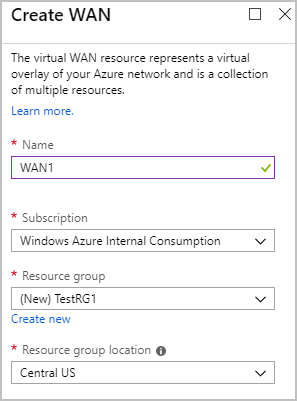 Create WAN
The virtual WAN resource represents a virtual
overlay of your Azure network and is a collection
of multiple resources.
Learn more.
* Name
WAN1
* Subscription
Windows Azure Internal Consumption
* Resource group
(New) TestRG1
Create new
* Resource group location
Central US